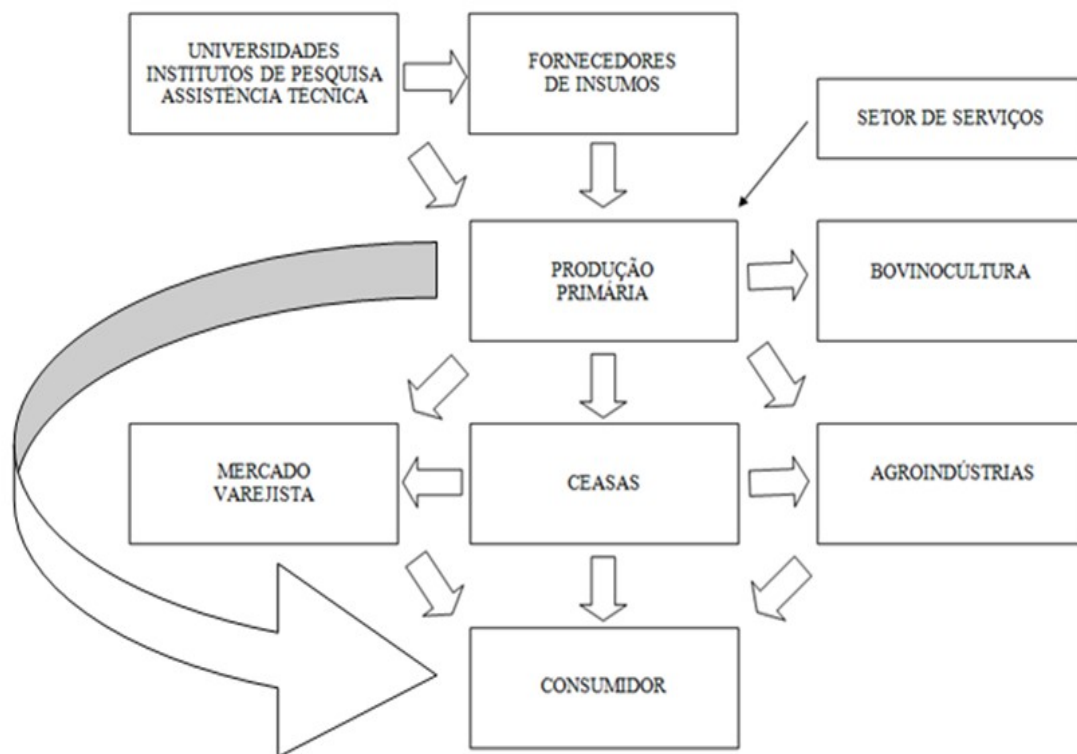 UNIVERSIDADES
INSTITUTOS DE PESQUISA
ASSISTÊNCIA TÉCNICA
FORNECEDORES
DE INSUMOS
SETOR DE SERVIÇOS
PRODUÇÃO
PRIMÁRIA
BOVINOCULTURA
MERCADO
VAREJISTA
CEASAS
AGROINDÚSTRIAS
CONSUMIDOR